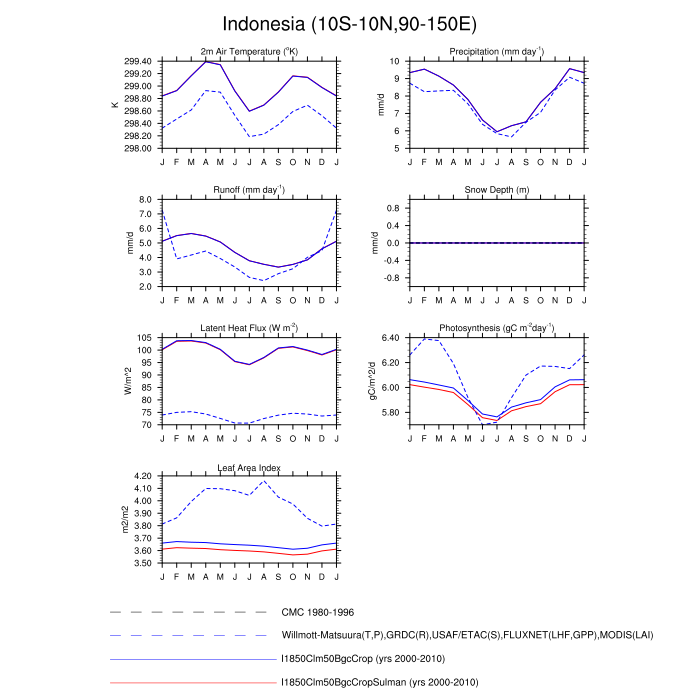 Indonesia (10S-10N,90-150E)
2m Air Temperature (°K)
299.40
299.20
299.00
298.80
298.60
298.40
298.20
298.00
K
J F M A M J J A S O N D J
Precipitation (mm day⁻¹)
10
9
8
7
6
5
mm/d
J F M A M J J A S O N D J
Runoff (mm day⁻¹)
8.0
7.0
6.0
5.0
4.0
3.0
2.0
mm/d
J F M A M J J A S O N D J
Snow Depth (m)
0.8
0.4
0.0
-0.4
-0.8
mm/d
J F M A M J J A S O N D J
Latent Heat Flux (W m⁻²)
105
100
95
90
85
80
75
70
W/m^2
J F M A M J J A S O N D J
Photosynthesis (gC m⁻²day⁻¹)
6.40
6.20
6.00
5.80
gC/m^2/d
J F M A M J J A S O N D J
Leaf Area Index
4.20
4.10
4.00
3.90
3.80
3.70
3.60
3.50
m2/m2
J F M A M J J A S O N D J
CMC 1980-1996
Willmott-Matsuura(T,P),GRDC(R),USAF/ETAC(S),FLUXNET(LHF,GPP),MODIS(LAI)
I1850Clm50BgcCrop (yrs 2000-2010)
I1850Clm50BgcCropSulman (yrs 2000-2010)